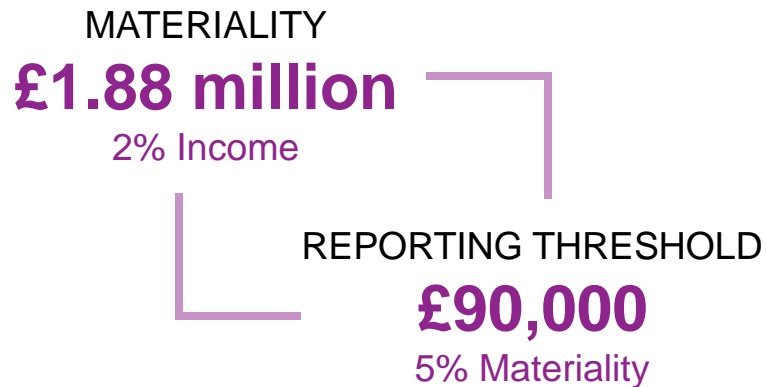 MATERIALITY
£1.88 million
2% Income
REPORTING THRESHOLD
£90,000
5% Materiality